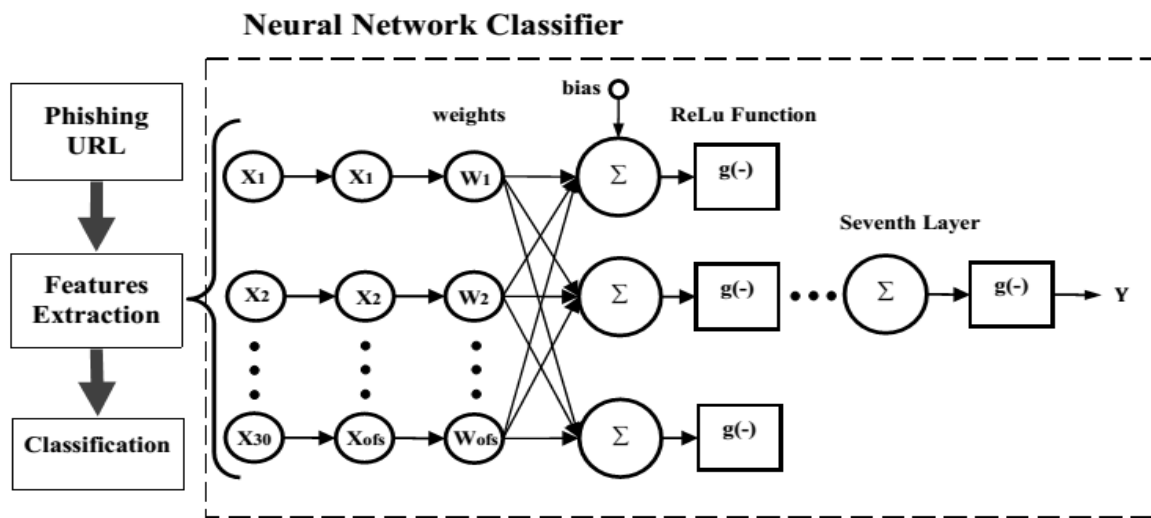 Neural Network Classifier
Phishing
URL
Features
Extraction
Classification
bias
weights
ReLu Function
X1 X1 W1 Σ g(-)
Seventh Layer
X2 X2 W2 Σ g(-) Σ g(-) Y
X30 Xofs Wofs Σ g(-)